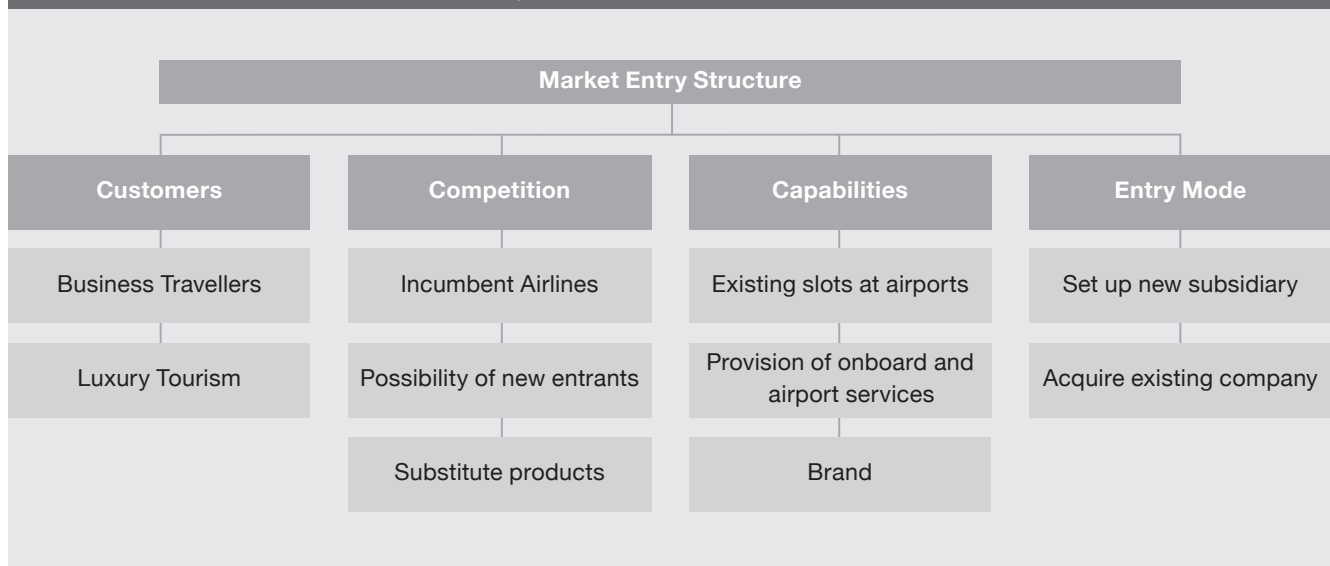 Market Entry Structure
Customers
Competition
Capabilities
Entry Mode
Business Travellers
Incumbent Airlines
Existing slots at airports
Set up new subsidiary
Luxury Tourism
Possibility of new entrants
Provision of onboard and
airport services
Acquire existing company
Substitute products
Brand